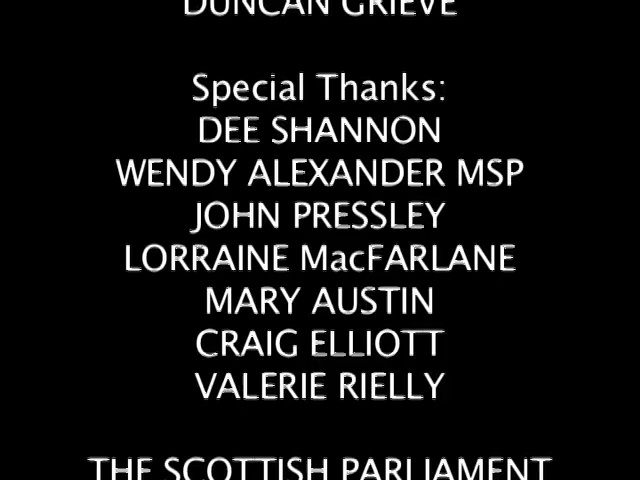 DUNCAN GRIEVE
Special Thanks:
DEE SHANNON
WENDY ALEXANDER MSP
JOHN PRESSLEY
LORRAINE MacFARLANE
MARY AUSTIN
CRAIG ELLIOTT
VALERIE RIELLY
THE SCOTTISH PARLIAMENT